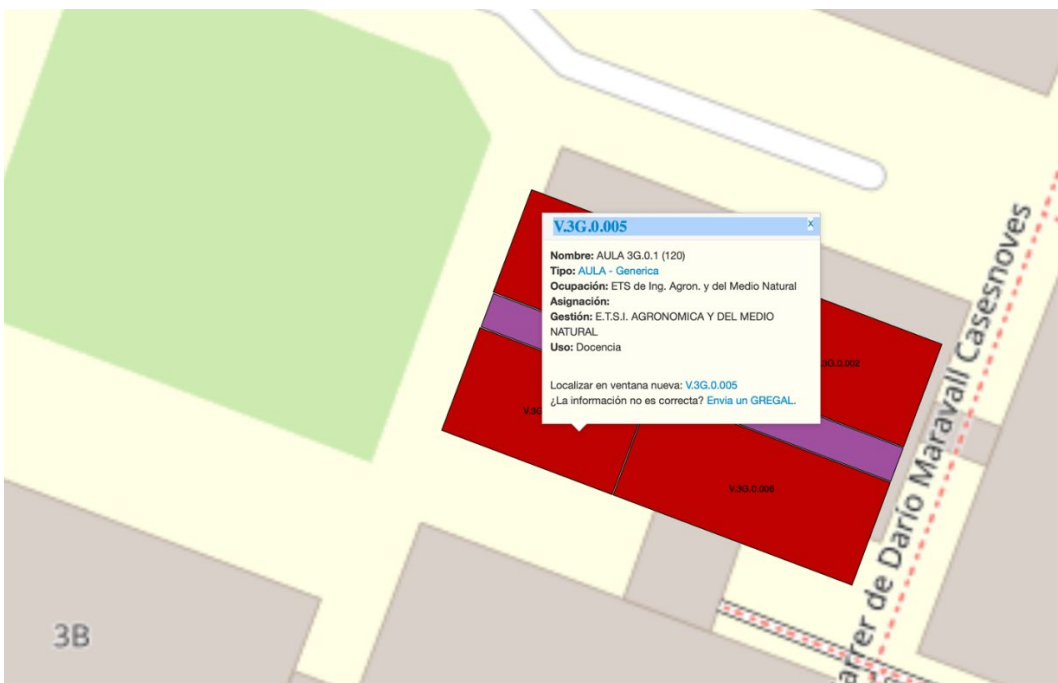 V.3G.0.005
x
Nombre: AULA 3G.0.1 (120)
Tipo: AULA - Generica
Ocupación: ETS de Ing. Agron. y del Medio Natural
Asignación:
Gestión: E.T.S.I. AGRONOMICA Y DEL MEDIO
NATURAL
Uso: Docencia
Localizar en ventana nueva: V.3G.0.005
¿La información no es correcta? Envia un GREGAL.
3G.0.002
V.3G
V.3G.0.006
arrer de Darío Maravall Casesnoves
3B